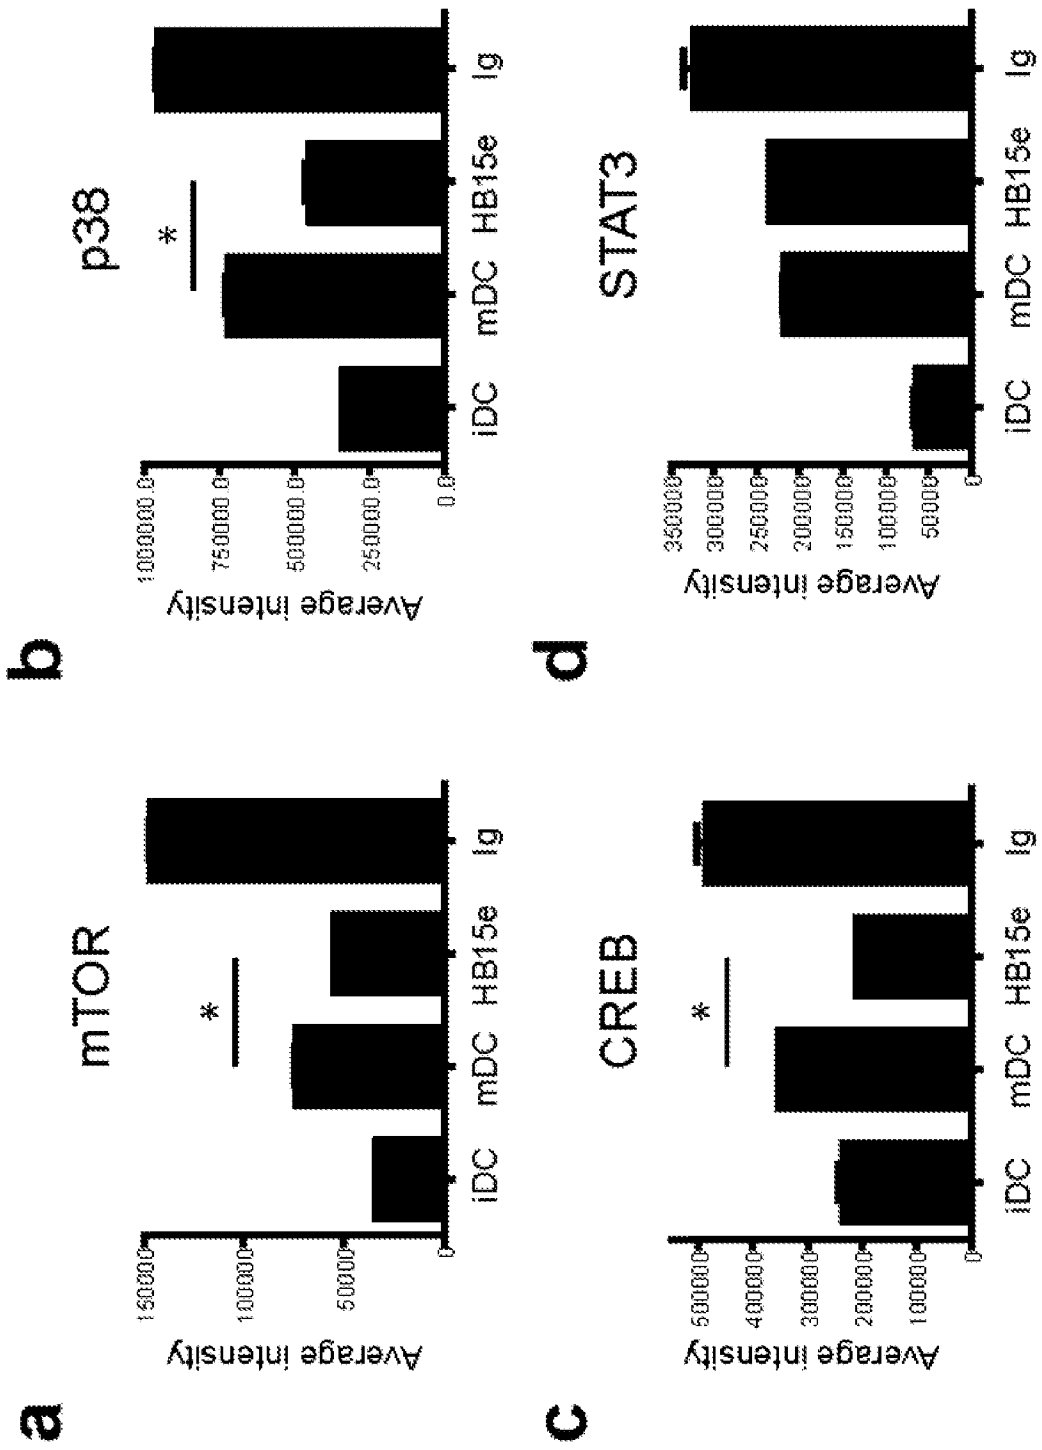 a
mTOR
*
Average intensity
150000
100000
50000
0
iDC mDC HB15e Ig
b
p38
*
Average intensity
1000000.0
750000.0
500000.0
250000.0
0.0
iDC mDC HB15e Ig
c
CREB
*
Average intensity
500000
400000
300000
200000
100000
0
iDC mDC HB15e Ig
d
STAT3
Average intensity
350000
300000
250000
200000
150000
100000
50000
0
iDC mDC HB15e Ig